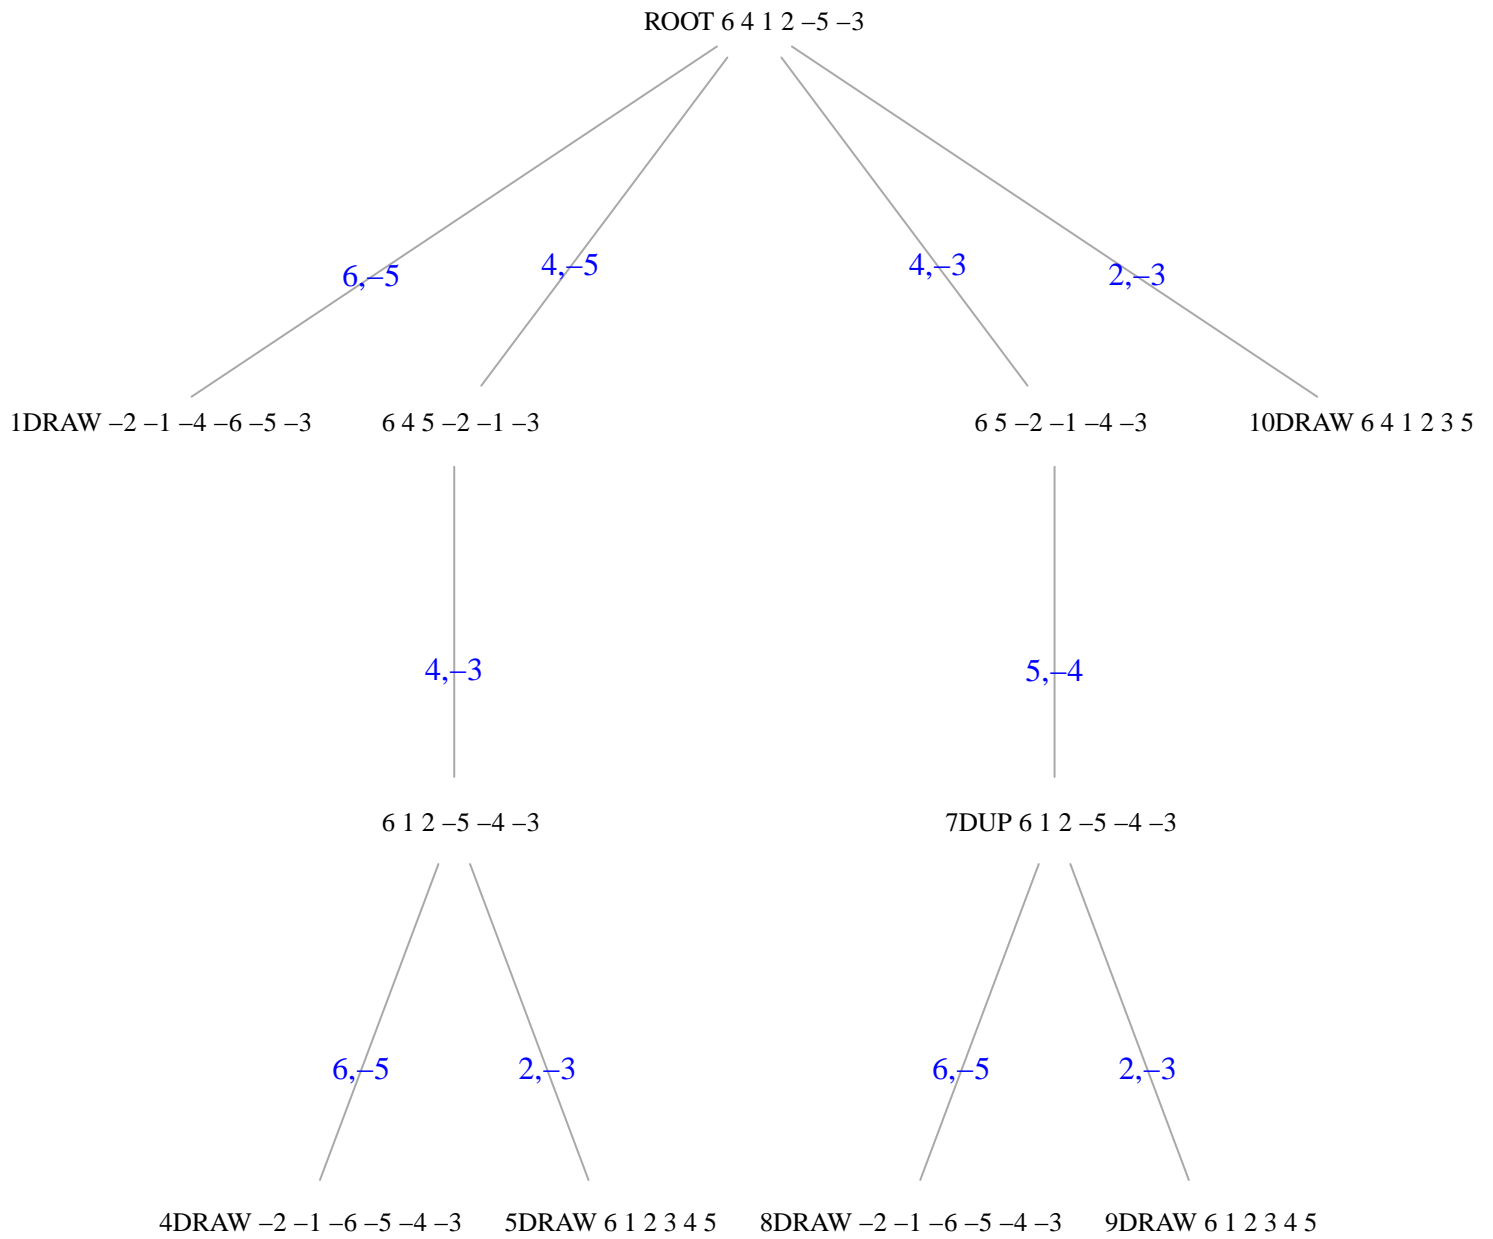 ROOT 6 4 1 2 –5 –3
6,–5
4,–5
4,–3
2,–3
1DRAW –2 –1 –4 –6 –5 –3
6 4 5 –2 –1 –3
6 5 –2 –1 –4 –3
10DRAW 6 4 1 2 3 5
4,–3
5,–4
6 1 2 –5 –4 –3
7DUP 6 1 2 –5 –4 –3
6,–5
2,–3
6,–5
2,–3
4DRAW –2 –1 –6 –5 –4 –3
5DRAW 6 1 2 3 4 5
8DRAW –2 –1 –6 –5 –4 –3
9DRAW 6 1 2 3 4 5